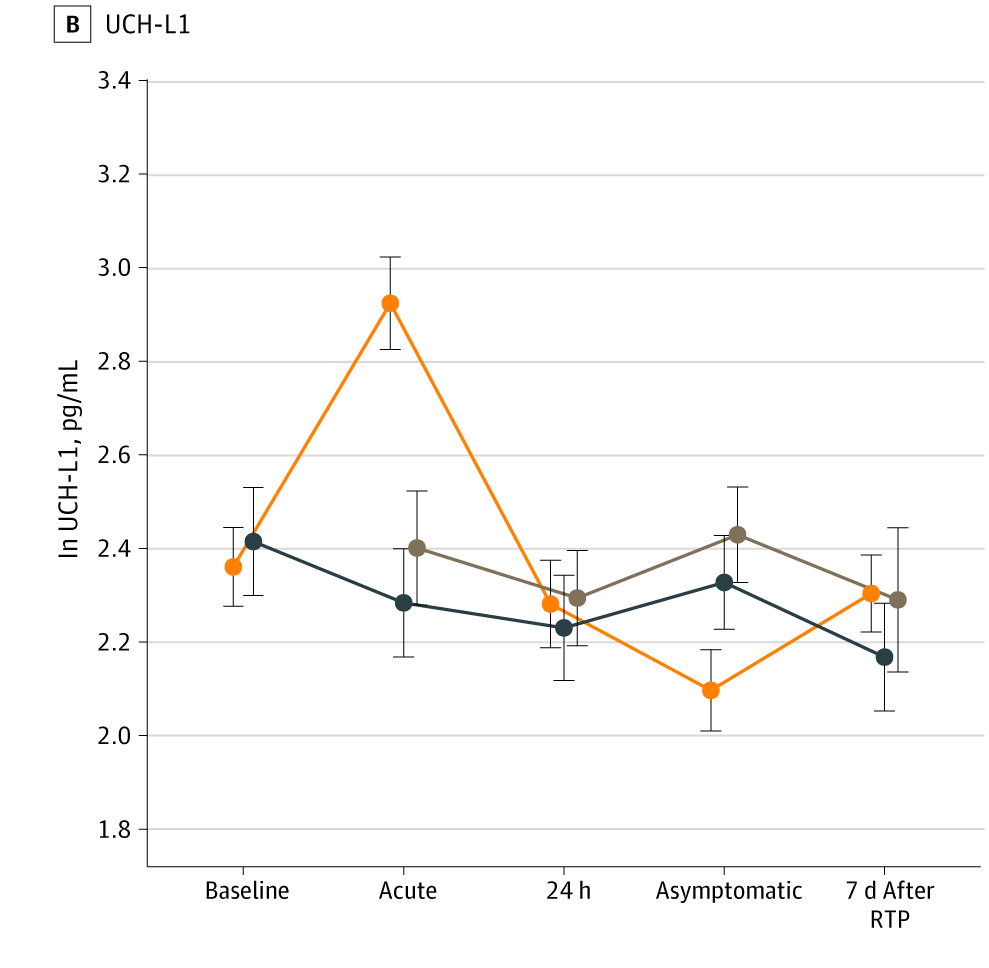 B UCH-L1
3.4
3.2
3.0
2.8
2.6
2.4
2.2
2.0
1.8
ln UCH-L1, pg/mL
Baseline
Acute
24 h
Asymptomatic
7 d After
RTP